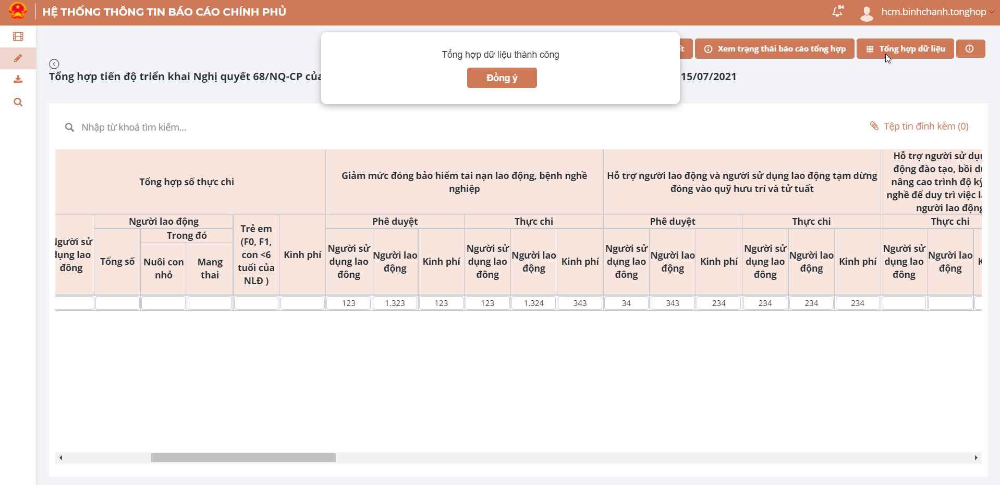 HỆ THỐNG THÔNG TIN BÁO CÁO CHÍNH PHỦ
84
hcm.binhchanh.tonghop
Tổng hợp dữ liệu thành công
Đồng ý
Xem trạng thái báo cáo tổng hợp
Tổng hợp dữ liệu
Tổng hợp tiến độ triển khai Nghị quyết 68/NQ-CP của
15/07/2021
Nhập từ khoá tìm kiếm...
Tệp tin đính kèm (0)
Tổng hợp số thực chi
Giảm mức đóng bảo hiểm tai nạn lao động, bệnh nghề
nghiệp
Hỗ trợ người lao động và người sử dụng lao động tạm dừng
đóng vào quỹ hưu trí và tử tuất
Hỗ trợ người sử
động đào tạo, bồi
nâng cao trình độ
nghề để duy trì việc
người lao động
Người lao động
Trong đó
Phê duyệt
Thực chi
Phê duyệt
Thực chi
Thực chi
Người sử
dụng lao
đông
Tổng số
Nuôi con
nhỏ
Mang
thai
Trẻ em
(F0, F1,
con <6
tuổi của
NLĐ )
Kinh phí
Người sử
dụng lao
đông
Người lao
động
Kinh phí
Người sử
dụng lao
đông
Người lao
động
Kinh phí
Người sử
dụng lao
đông
Người lao
động
Kinh phí
Người sử
dụng lao
đông
Người lao
động
Kinh phí
Người sử
dụng lao
đông
Người lao
động
123 1.323 123 123 1.324 343 34 343 234 234 234 234